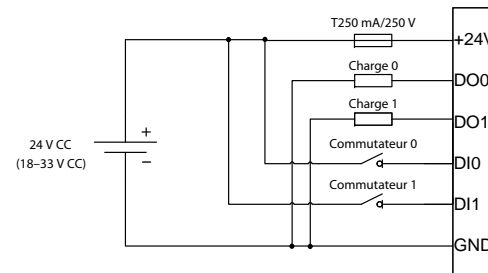 T250 mA/250 V
+24V
Charge 0
DO0
Charge 1
DO1
24 V CC
(18–33 V CC)
+
−
Commutateur 0
DI0
Commutateur 1
DI1
GND